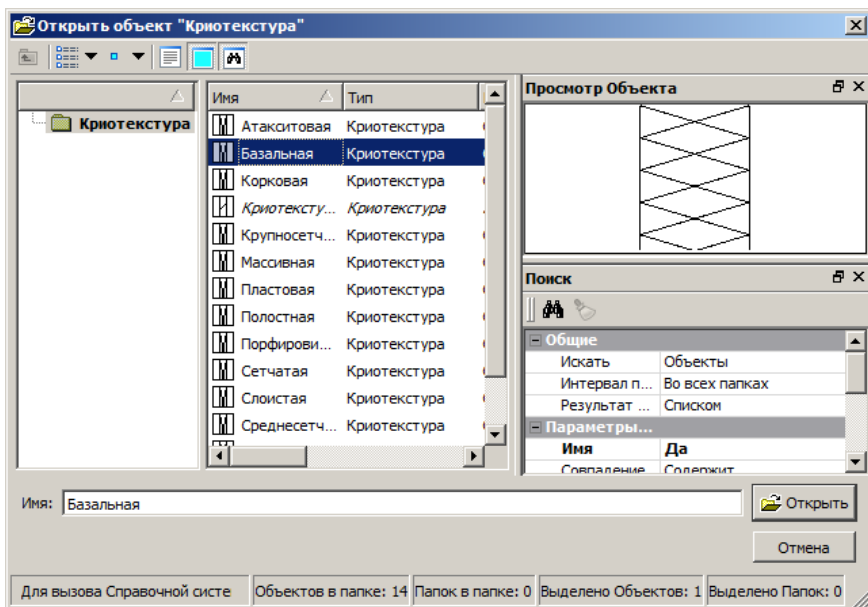 Открыть объект "Криотекстура"
Имя Тип
Криотекстура
Атакситовая Криотекстура
Базальная Криотекстура
Корковая Криотекстура
Криотексту... Криотекстура
Крупносетч... Криотекстура
Массивная Криотекстура
Пластовая Криотекстура
Полостная Криотекстура
Порфирови... Криотекстура
Сетчатая Криотекстура
Слоистая Криотекстура
Среднесетч... Криотекстура
Просмотр Объекта
Поиск
Общие
Искать Объекты
Интервал п... Во всех папках
Результат ... Списком
Параметры...
Имя Да
Совпадение Содержит
Имя: Базальная
Открыть
Отмена
Для вызова Справочной систе Объектов в папке: 14 Папок в папке: 0 Выделено Объектов: 1 Выделено Папок: 0